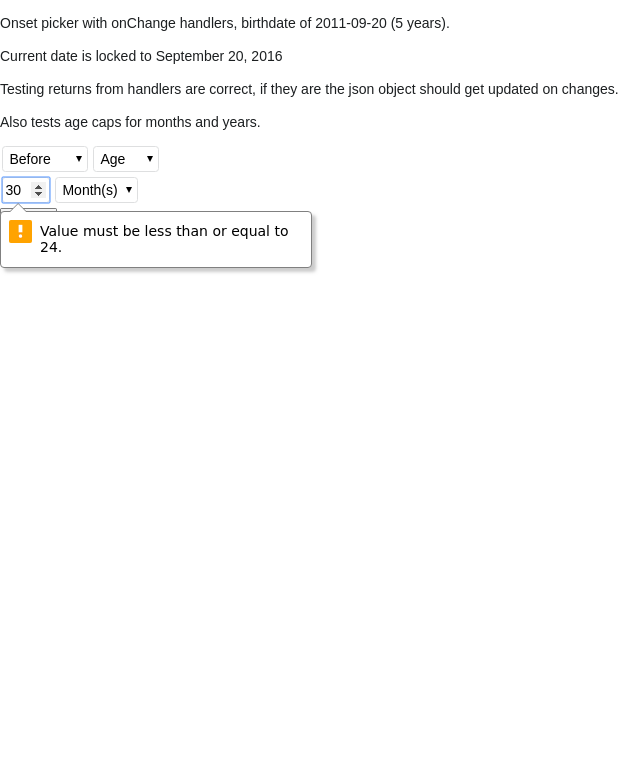 Onset picker with onChange handlers, birthdate of 2011-09-20 (5 years).
Current date is locked to September 20, 2016
Testing returns from handlers are correct, if they are the json object should get updated on changes.
Also tests age caps for months and years.
Before Age
30 Month(s)
Value must be less than or equal to
24.